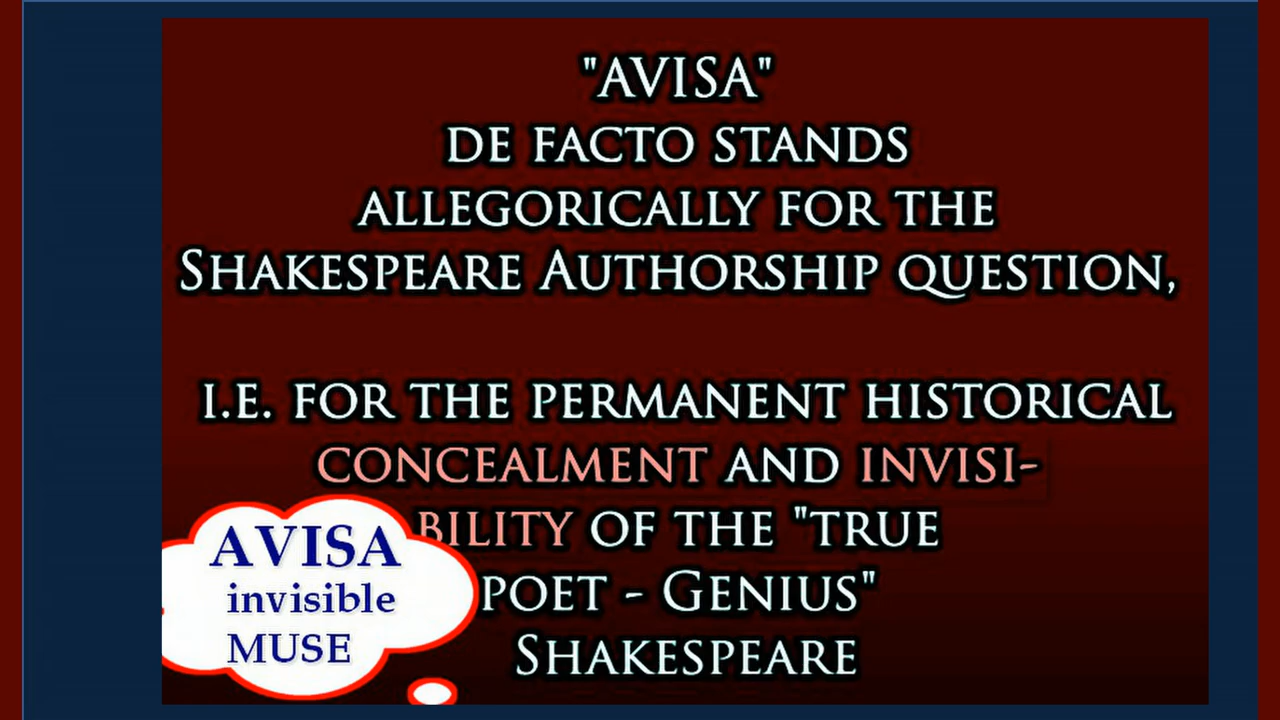 "AVISA"
DE FACTO STANDS
ALLEGORICALLY FOR THE
SHAKESPEARE AUTHORSHIP QUESTION,
I.E. FOR THE PERMANENT HISTORICAL
CONCEALMENT AND INVISI-
BILITY OF THE "TRUE
POET - GENIUS"
SHAKESPEARE
AVISA
invisible
MUSE